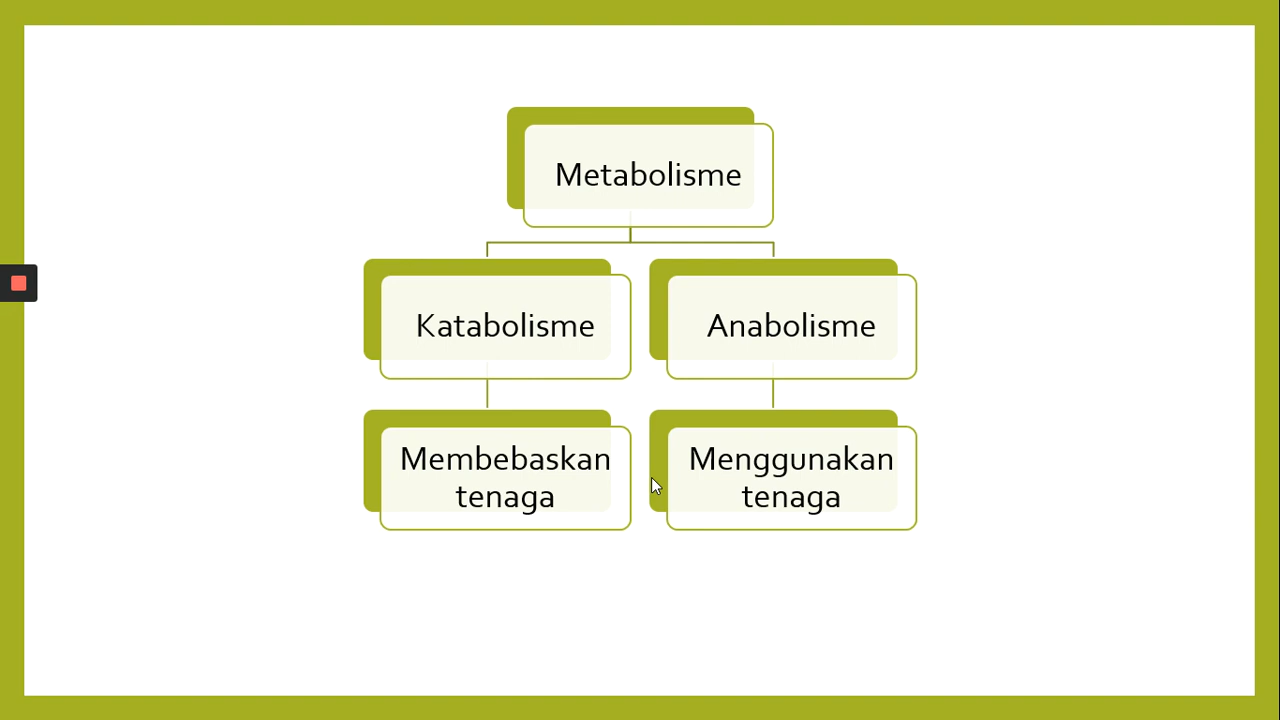 Metabolisme
Katabolisme
Anabolisme
Membebaskan
tenaga
Menggunakan
tenaga